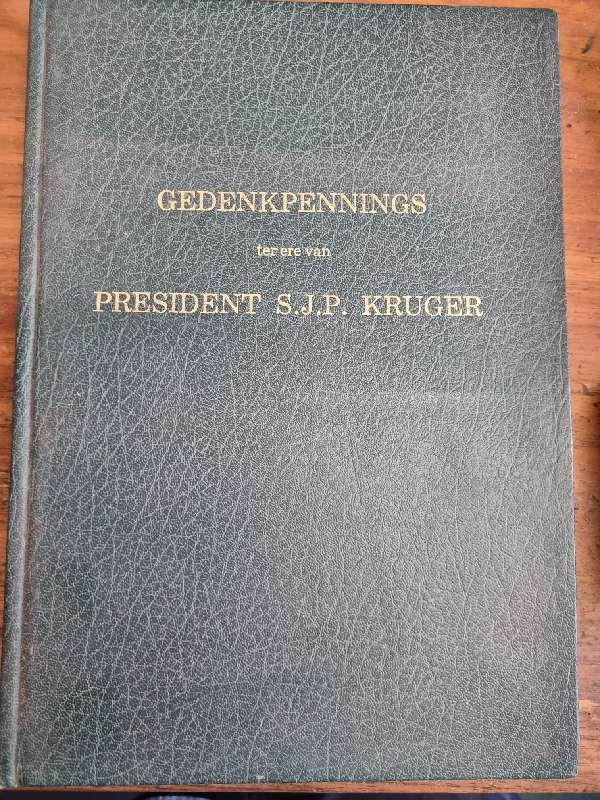 GEDENKPENNINGS
ter ere van
PRESIDENT S.J.P. KRUGER